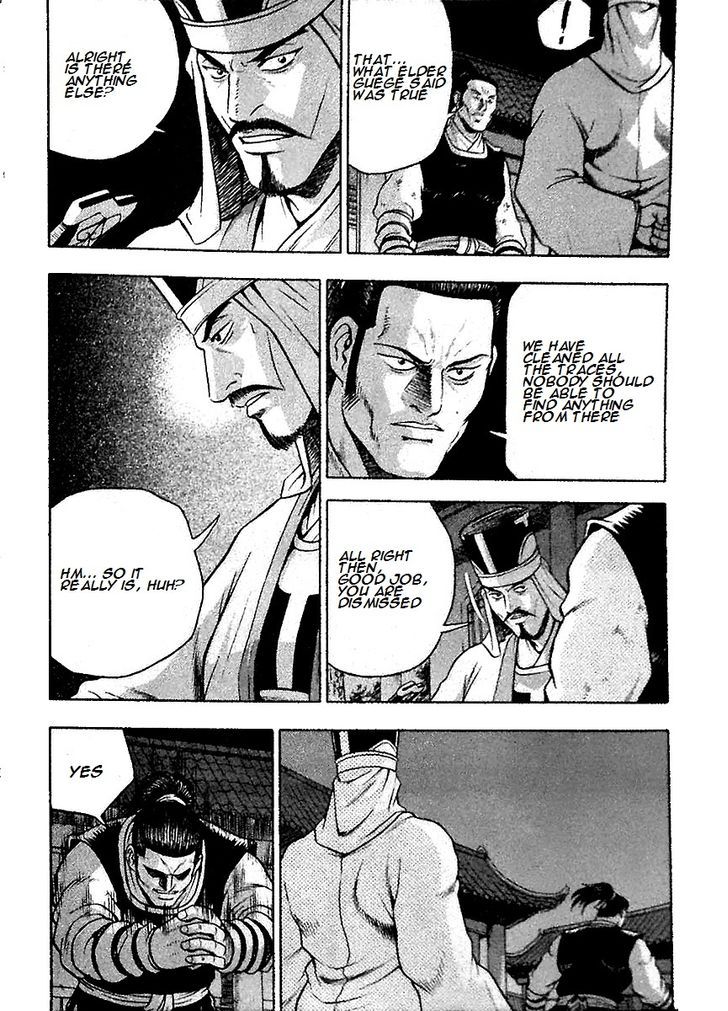 !
THAT...
WHAT ELDER
GUEGE SAID
WAS TRUE
ALRIGHT
IS THERE
ANYTHING
ELSE?
WE HAVE
CLEANED ALL
THE TRACES,
NOBODY SHOULD
BE ABLE TO
FIND ANYTHING
FROM THERE
HM... SO IT
REALLY IS, HUH?
ALL RIGHT
THEN,
GOOD JOB,
YOU ARE
DISMISSED
YES